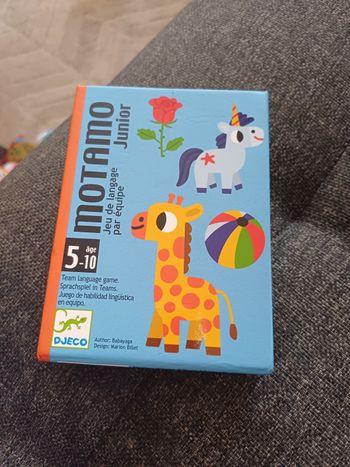 MOTAMO
Junior
Jeu de langage
par équipe
5-10
âge
Team language game.
Sprachspiel in Teams.
Juego de habilidad lingüística
en equipo.
DJECO
Author: Babayaga
Design: Marion Billet